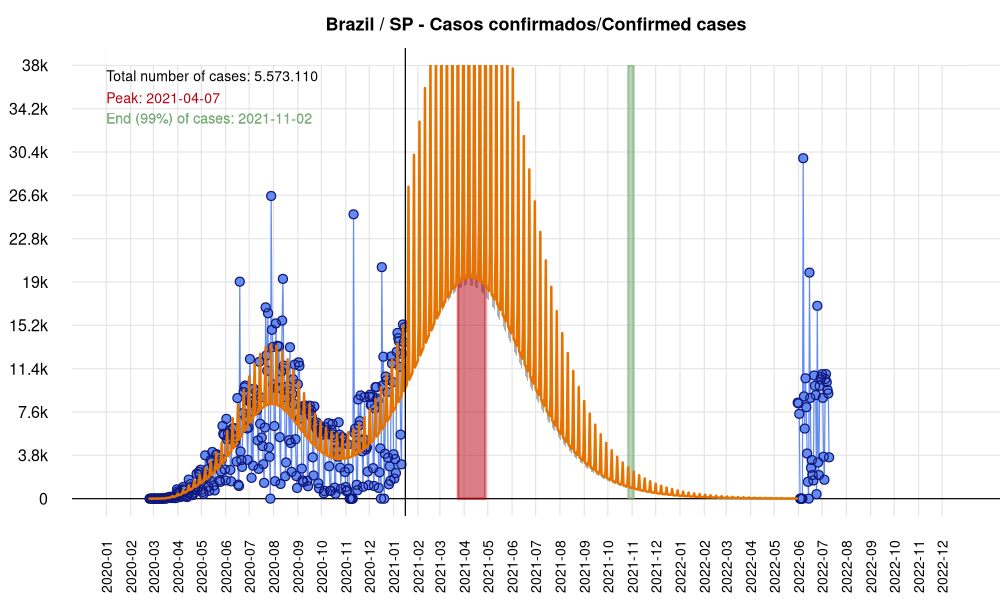 Brazil / SP - Casos confirmados/Confirmed cases
Total number of cases: 5.573.110
Peak: 2021-04-07
End (99%) of cases: 2021-11-02
38k
34.2k
30.4k
26.6k
22.8k
19k
15.2k
11.4k
7.6k
3.8k
0
2020-01
2020-02
2020-03
2020-04
2020-05
2020-06
2020-07
2020-08
2020-09
2020-10
2020-11
2020-12
2021-01
2021-02
2021-03
2021-04
2021-05
2021-06
2021-07
2021-08
2021-09
2021-10
2021-11
2021-12
2022-01
2022-02
2022-03
2022-04
2022-05
2022-06
2022-07
2022-08
2022-09
2022-10
2022-11
2022-12